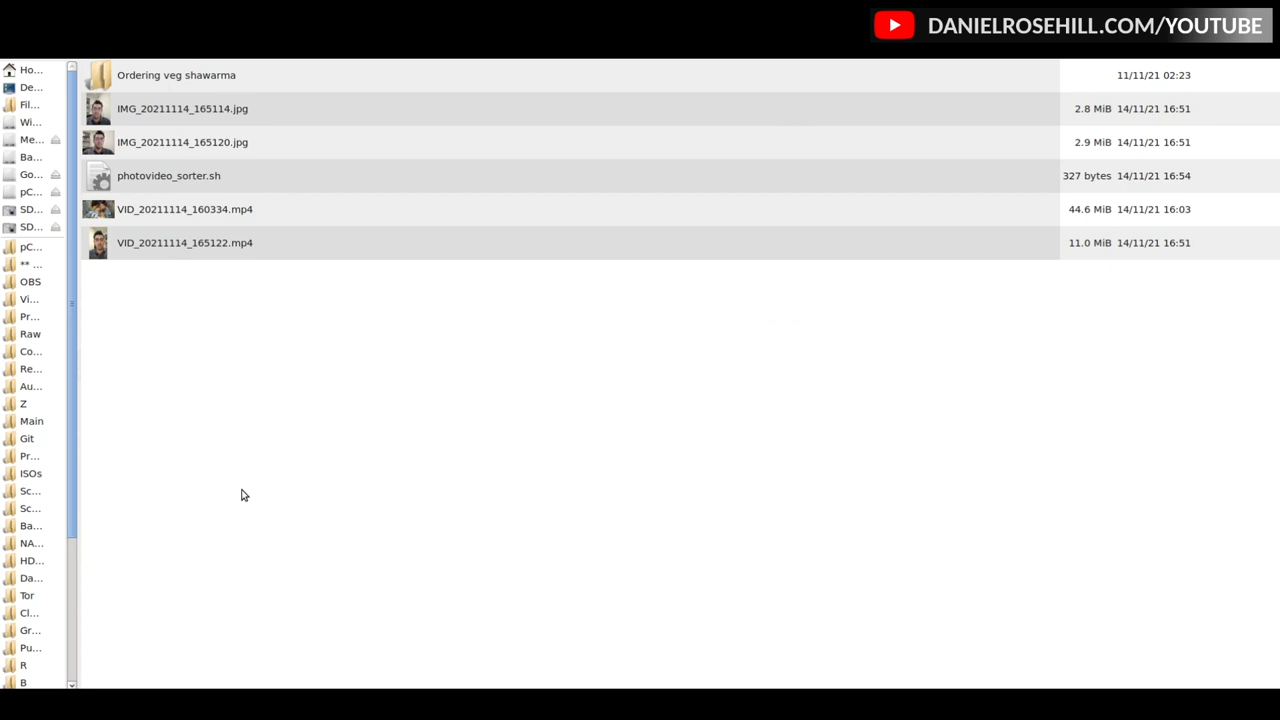 DANIELROSEHILL.COM/YOUTUBE
Ho...
De...
Fil...
Wi...
Me...
Ba...
Go...
pC...
SD...
SD...
pC...
** ...
OBS
Vi...
Pr...
Raw
Co...
Re...
Au...
Z
Main
Git
Pr...
ISOs
Sc...
Sc...
Ba...
NA...
HD...
Da...
Tor
Cl...
Gr...
Pu...
R
B
Ordering veg shawarma 11/11/21 02:23
IMG_20211114_165114.jpg 2.8 MiB 14/11/21 16:51
IMG_20211114_165120.jpg 2.9 MiB 14/11/21 16:51
photovideo_sorter.sh 327 bytes 14/11/21 16:54
VID_20211114_160334.mp4 44.6 MiB 14/11/21 16:03
VID_20211114_165122.mp4 11.0 MiB 14/11/21 16:51